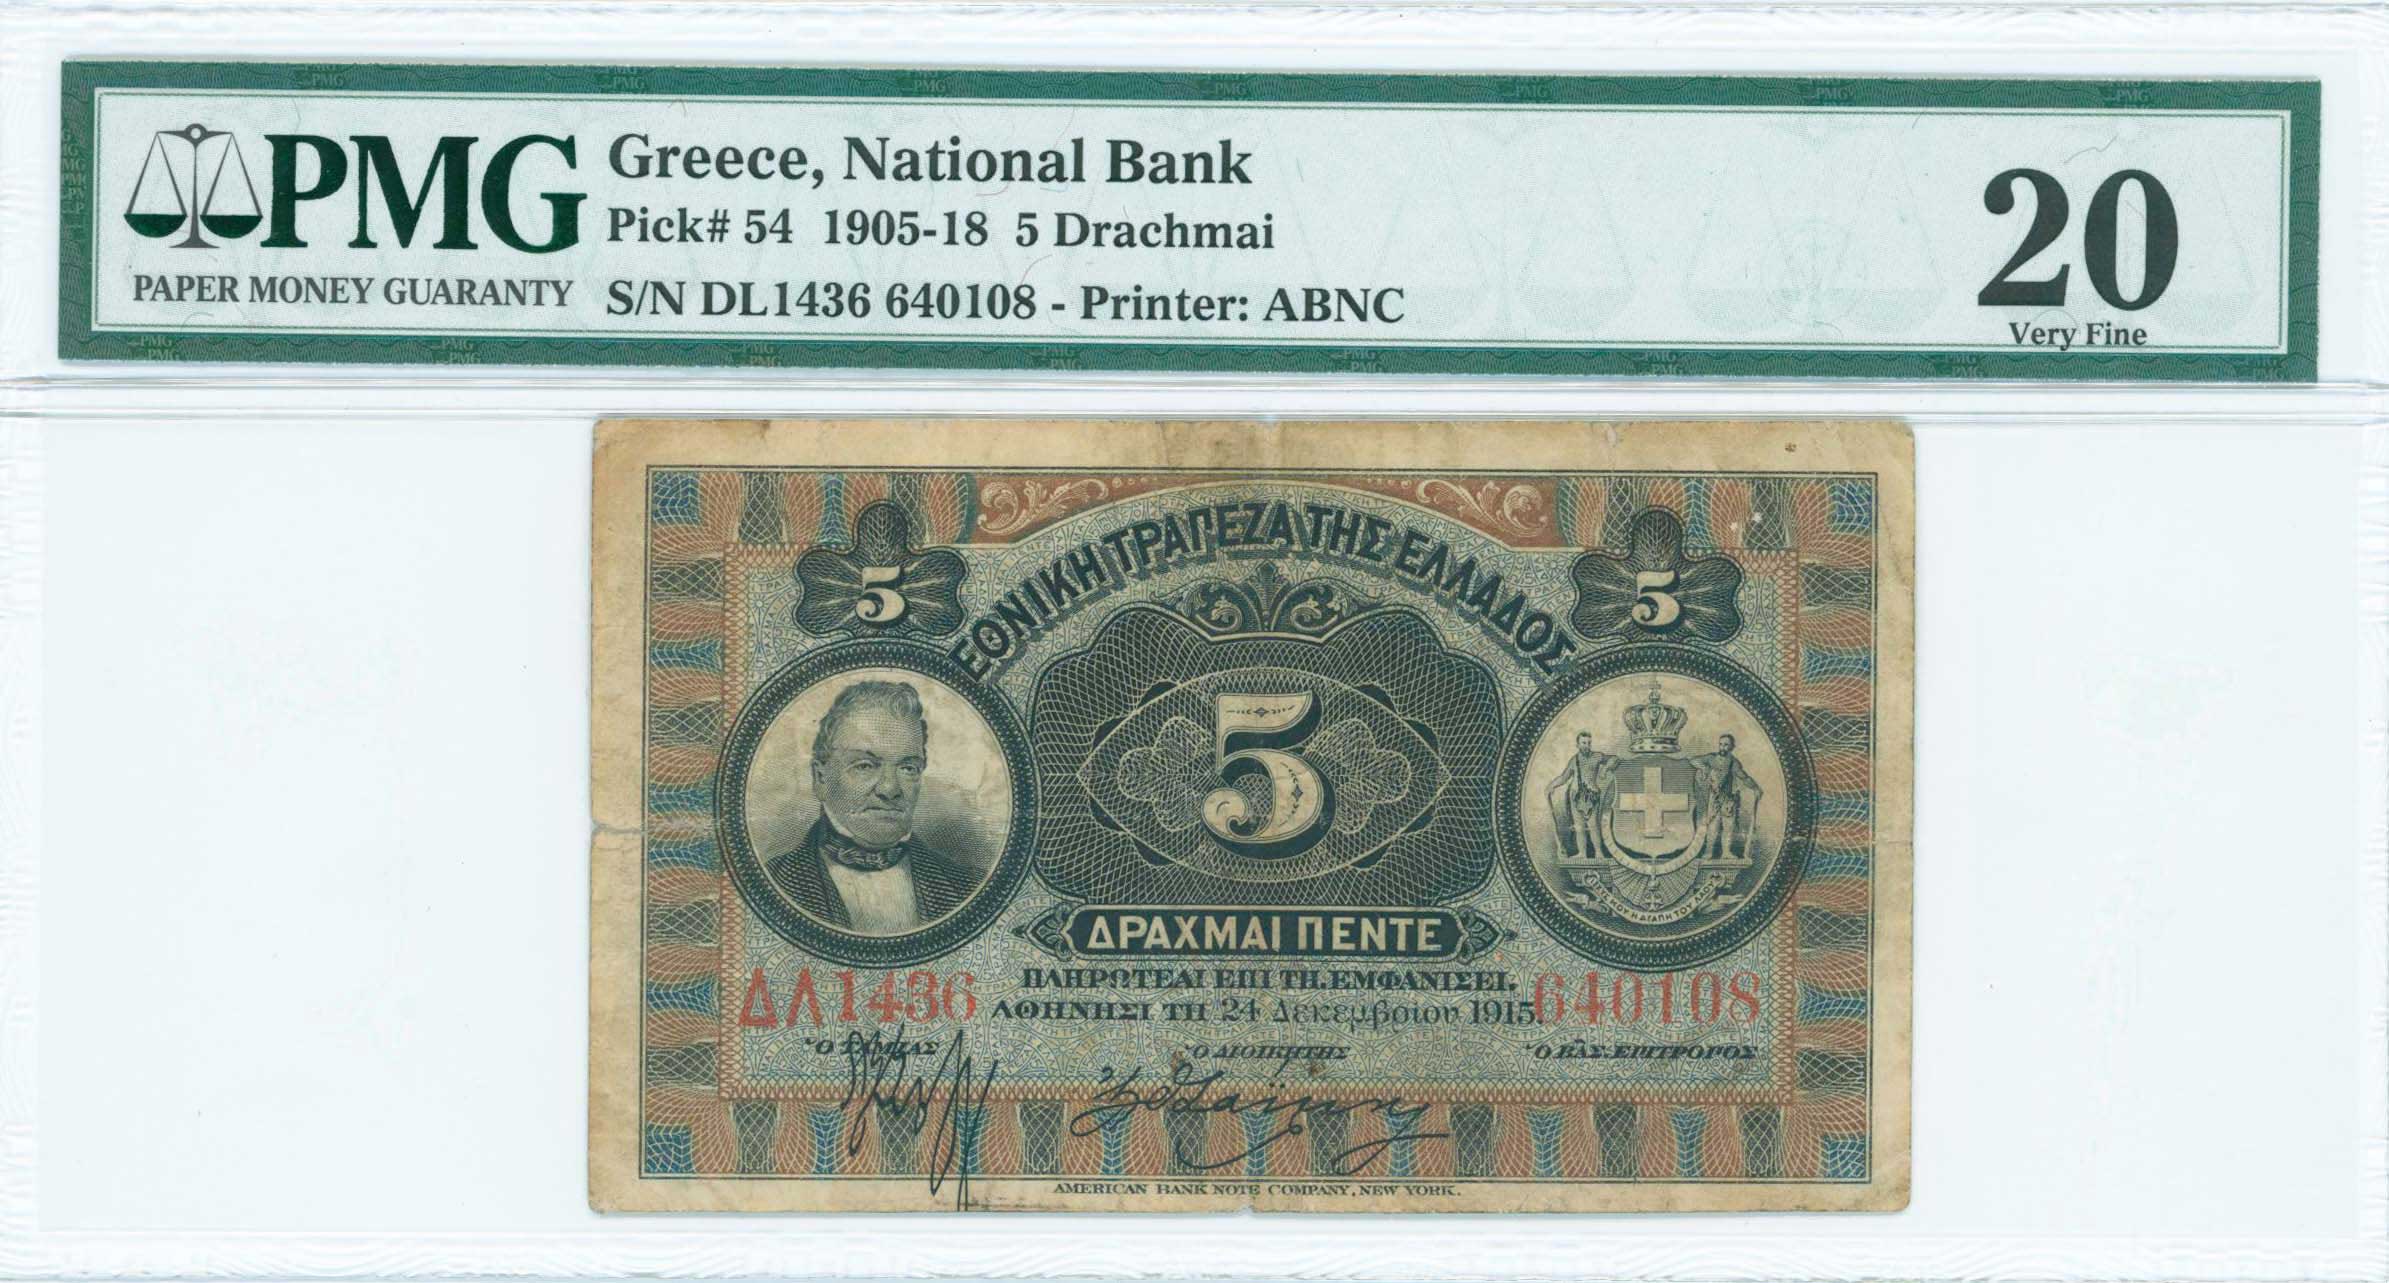 PMG
PAPER MONEY GUARANTY
Greece, National Bank
Pick# 54 1905-18 5 Drachmai
S/N DL1436 640108 - Printer: ABNC
20
Very Fine
5
5
ΕΘΝΙΚΗ ΤΡΑΠΕΖΑ ΤΗΣ ΕΛΛΑΔΟΣ
5
ΔΡΑΧΜΑΙ ΠΕΝΤΕ
ΠΛΗΡΩΤΕΑΙ ΕΠΙ ΤΗ. ΕΜΦΑΝΙΣΕΙ.
ΔΛ1436
ΑΘΗΝΗΣΙ ΤΗ 24 Δεκεμβρίου 1915.
640108
Ὁ ΤΑΜΙΑΣ
Ὁ ΔΙΟΙΚΗΤΗΣ
Ὁ ΒΑΣ. ΕΠΙΤΡΟΠΟΣ
AMERICAN BANK NOTE COMPANY, NEW YORK.